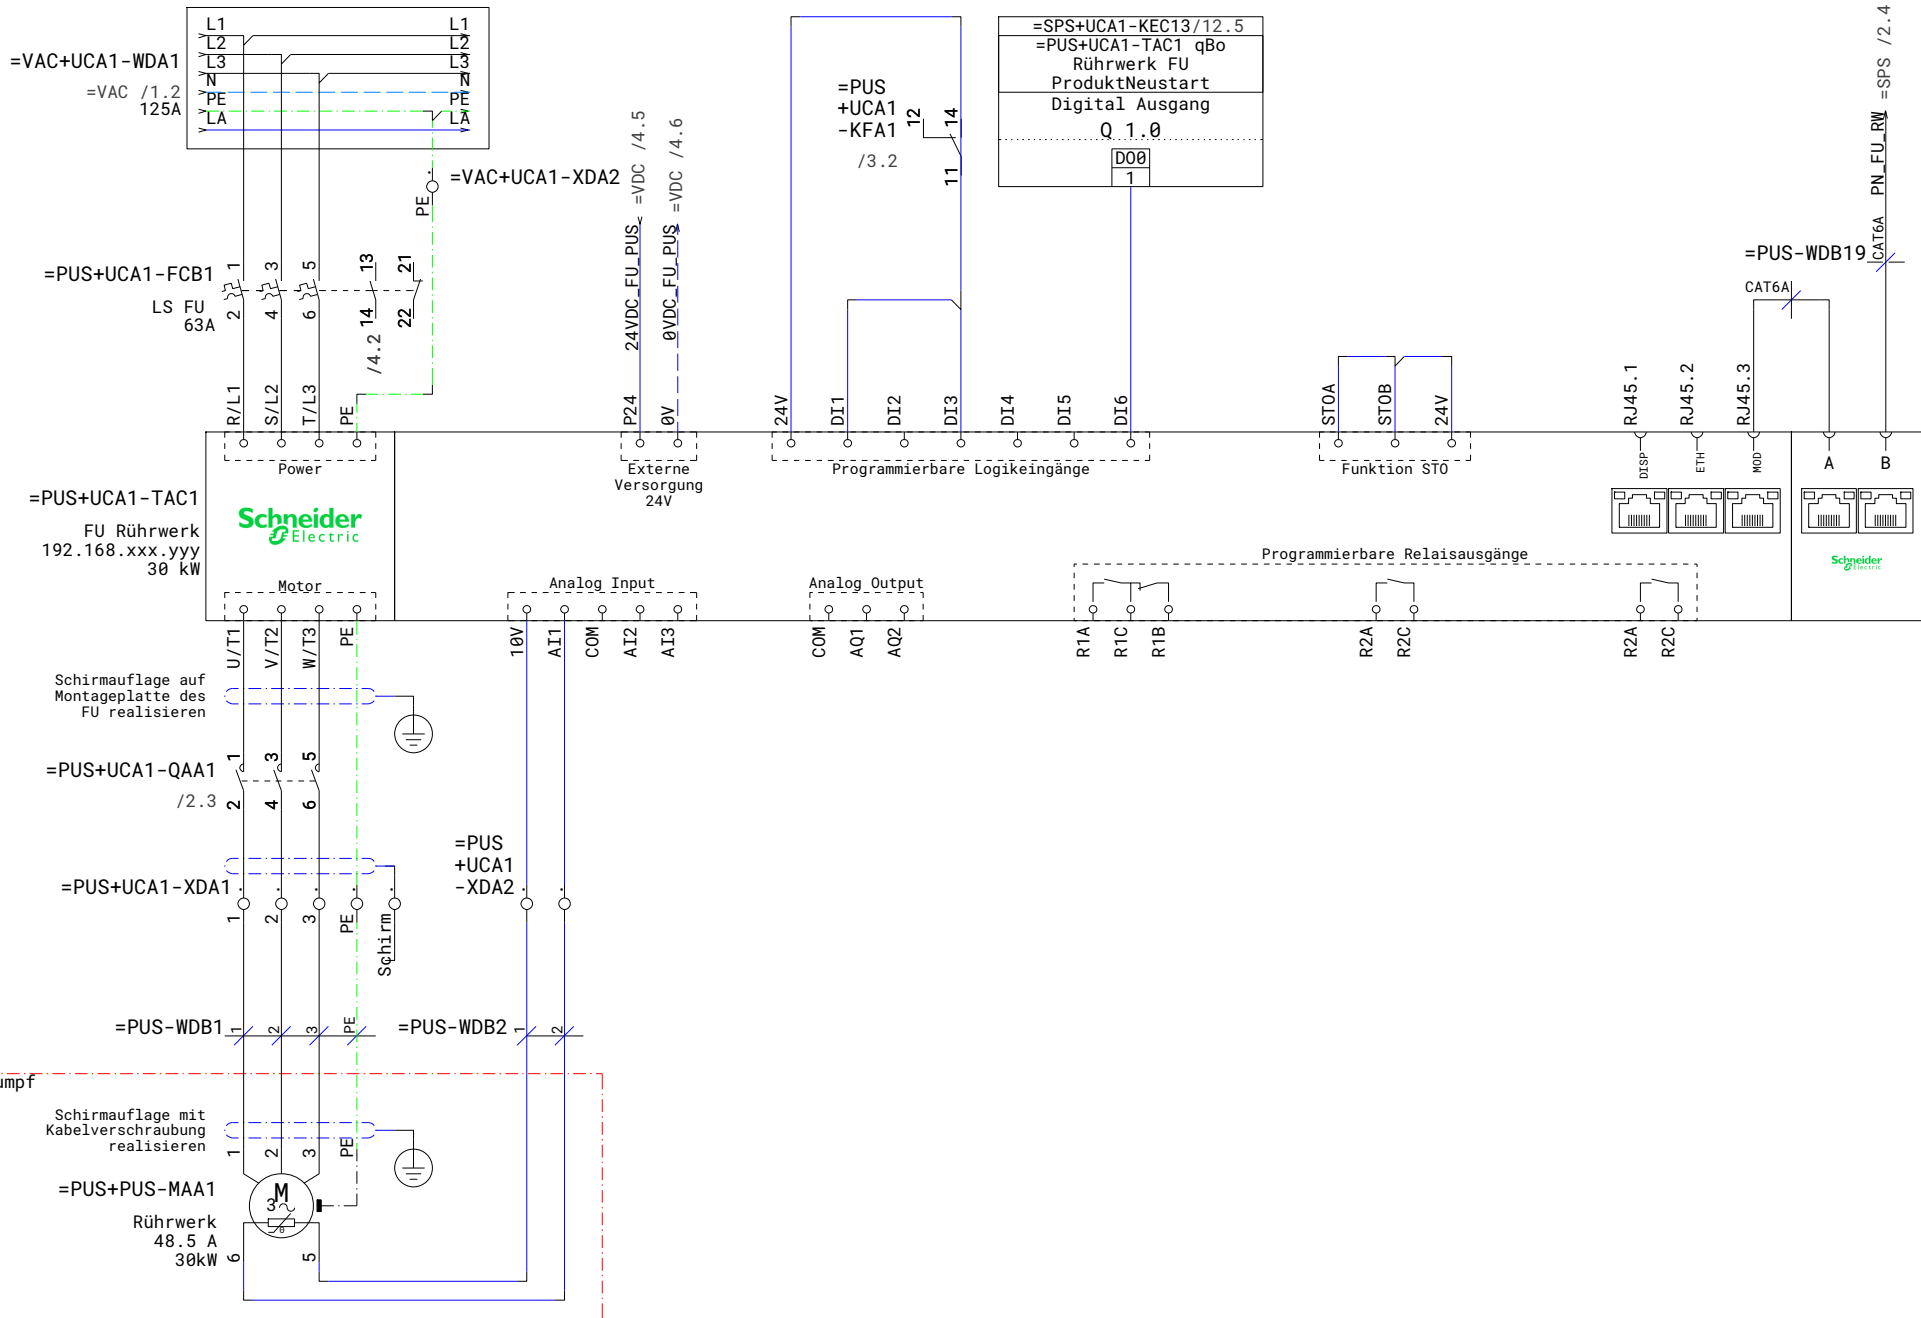 L1 L1
L2 L2
L3 L3
N N
PE PE
LA LA
=VAC+UCA1-WDA1
=VAC /1.2
125A
=VAC+UCA1-XDA2
PE
=PUS+UCA1-FCB1
LS FU
63A
1 3 5 13 21
2 4 6 14 22
/4.2
R/L1 S/L2 T/L3 PE
Power
24VDC_FU_PUS =VDC /4.5
0VDC_FU_PUS =VDC /4.6
P24 0V
Externe
Versorgung
24V
=PUS
+UCA1
-KFA1
/3.2
12 14
11
=SPS+UCA1-KEC13/12.5
=PUS+UCA1-TAC1 qBo
Rührwerk FU
ProduktNeustart
Digital Ausgang
Q 1.0
DO0
1
24V DI1 DI2 DI3 DI4 DI5 DI6
Programmierbare Logikeingänge
STOA STOB 24V
Funktion STO
PN_FU_RW =SPS /2.4
=PUS-WDB19
CAT6A
CAT6A
RJ45.1 RJ45.2 RJ45.3
DISP ETH MOD A B
=PUS+UCA1-TAC1
FU Rührwerk
192.168.xxx.yyy
30 kW
Schneider
Electric
Schneider
Electric
Motor
U/T1 V/T2 W/T3 PE
Analog Input
10V AI1 COM AI2 AI3
Analog Output
COM AQ1 AQ2
Programmierbare Relaisausgänge
R1A R1C R1B R2A R2C R2A R2C
Schirmauflage auf
Montageplatte des
FU realisieren
=PUS+UCA1-QAA1
/2.3
1 3 5
2 4 6
=PUS+UCA1-XDA1
1 2 3 PE Schirm
=PUS
+UCA1
-XDA2
=PUS-WDB1 1 2 3 PE
=PUS-WDB2 1 2
umpf
Schirmauflage mit
Kabelverschraubung
realisieren
1 2 3 PE
=PUS+PUS-MAA1
Rührwerk
48.5 A
30kW
M
3
θ
6 5